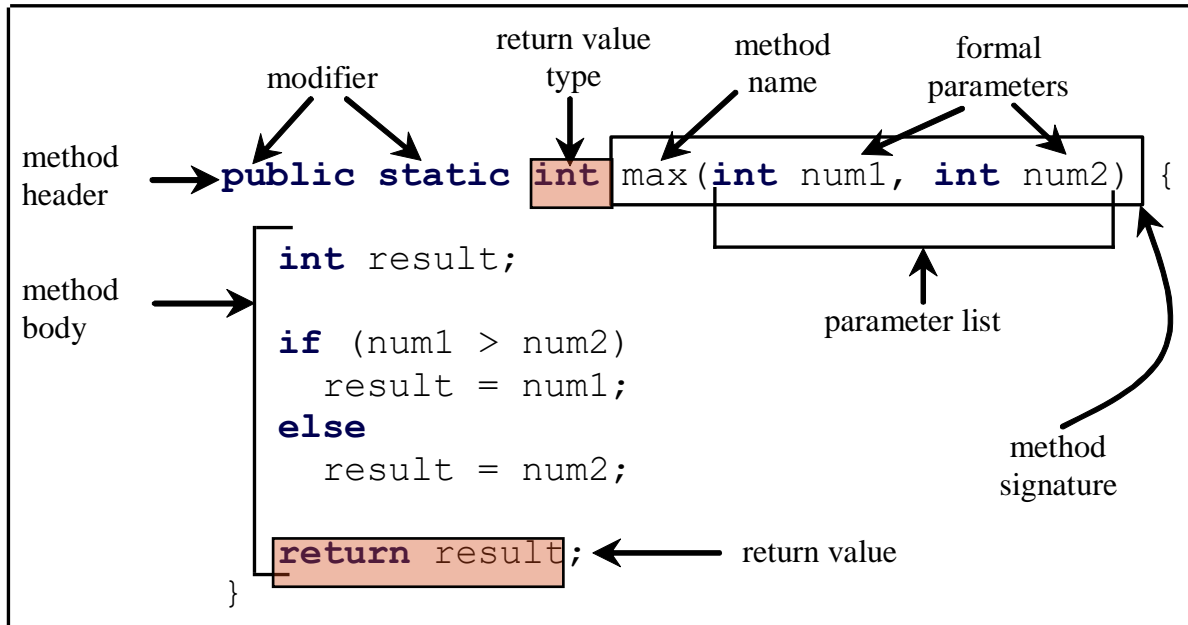 return value
type
method
name
formal
parameters
modifier
method
header
public static int max(int num1, int num2) {
int result;
method
body
parameter list
if (num1 > num2)
result = num1;
else
result = num2;
method
signature
return result;
return value
}